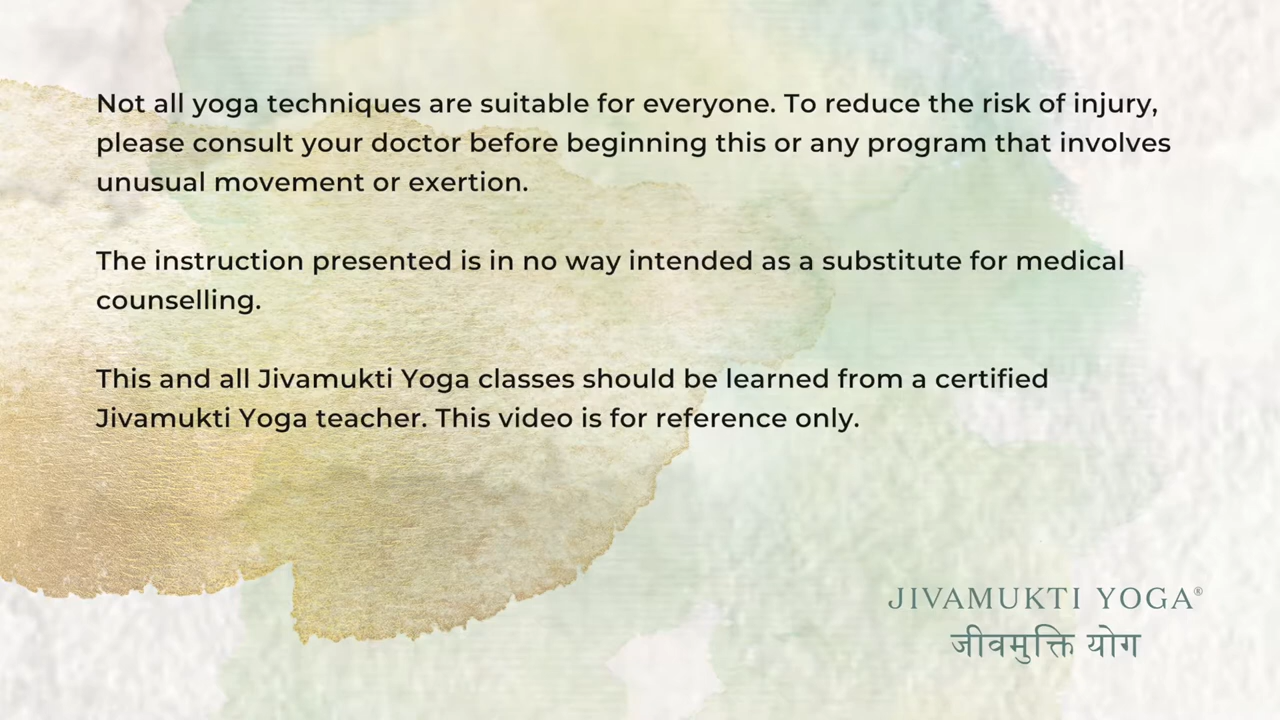 Not all yoga techniques are suitable for everyone. To reduce the risk of injury,
please consult your doctor before beginning this or any program that involves
unusual movement or exertion.
The instruction presented is in no way intended as a substitute for medical
counselling.
This and all Jivamukti Yoga classes should be learned from a certified
Jivamukti Yoga teacher. This video is for reference only.
JIVAMUKTI YOGA®
जीवमुक्ति योग